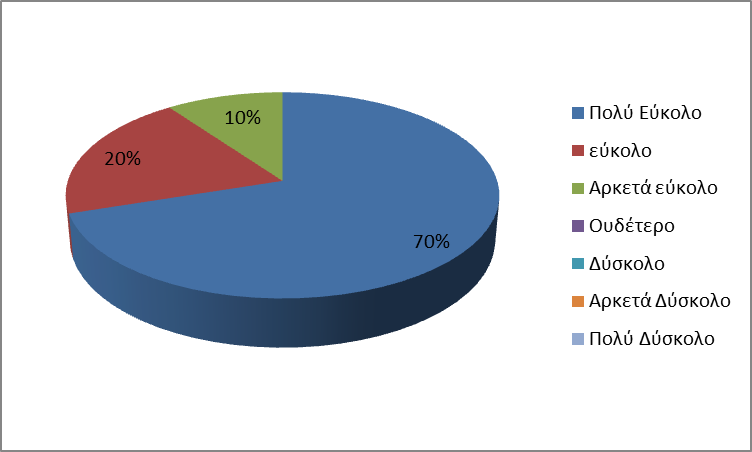 10%
20%
70%
Πολύ Εύκολο
εύκολο
Αρκετά εύκολο
Ουδέτερο
Δύσκολο
Αρκετά Δύσκολο
Πολύ Δύσκολο